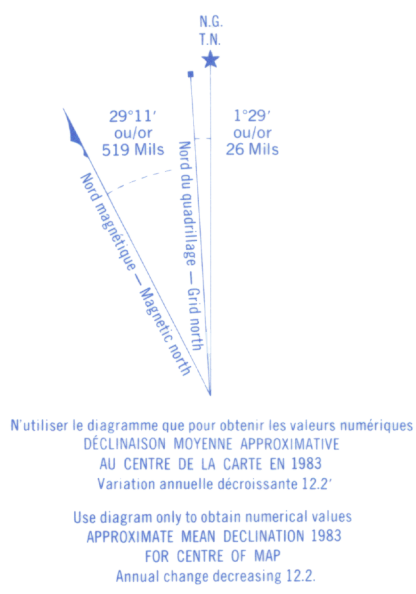 N.G.
T.N.
29°11'
ou/or
519 Mils
1°29'
ou/or
26 Mils
Nord magnétique — Magnetic north
Nord du quadrillage — Grid north
N'utiliser le diagramme que pour obtenir les valeurs numériques
DÉCLINAISON MOYENNE APPROXIMATIVE
AU CENTRE DE LA CARTE EN 1983
Variation annuelle décroissante 12.2'
Use diagram only to obtain numerical values
APPROXIMATE MEAN DECLINATION 1983
FOR CENTRE OF MAP
Annual change decreasing 12.2.